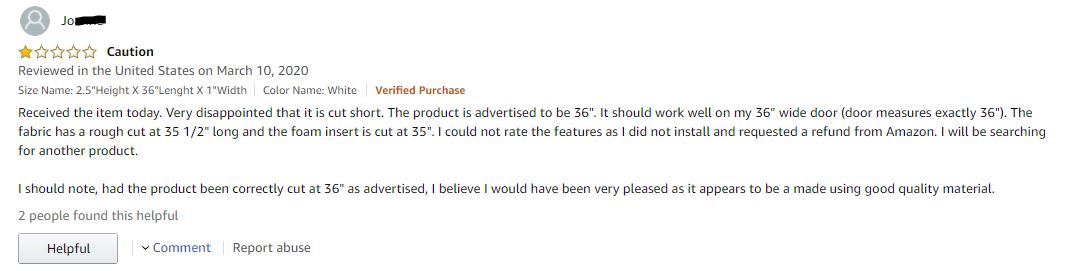 Caution
Reviewed in the United States on March 10, 2020
Size Name: 2.5"Height X 36"Lenght X 1"Width Color Name: White Verified Purchase
Received the item today. Very disappointed that it is cut short. The product is advertised to be 36". It should work well on my 36" wide door (door measures exactly 36"). The
fabric has a rough cut at 35 1/2" long and the foam insert is cut at 35". I could not rate the features as I did not install and requested a refund from Amazon. I will be searching
for another product.
I should note, had the product been correctly cut at 36" as advertised, I believe I would have been very pleased as it appears to be a made using good quality material.
2 people found this helpful
Helpful Comment Report abuse